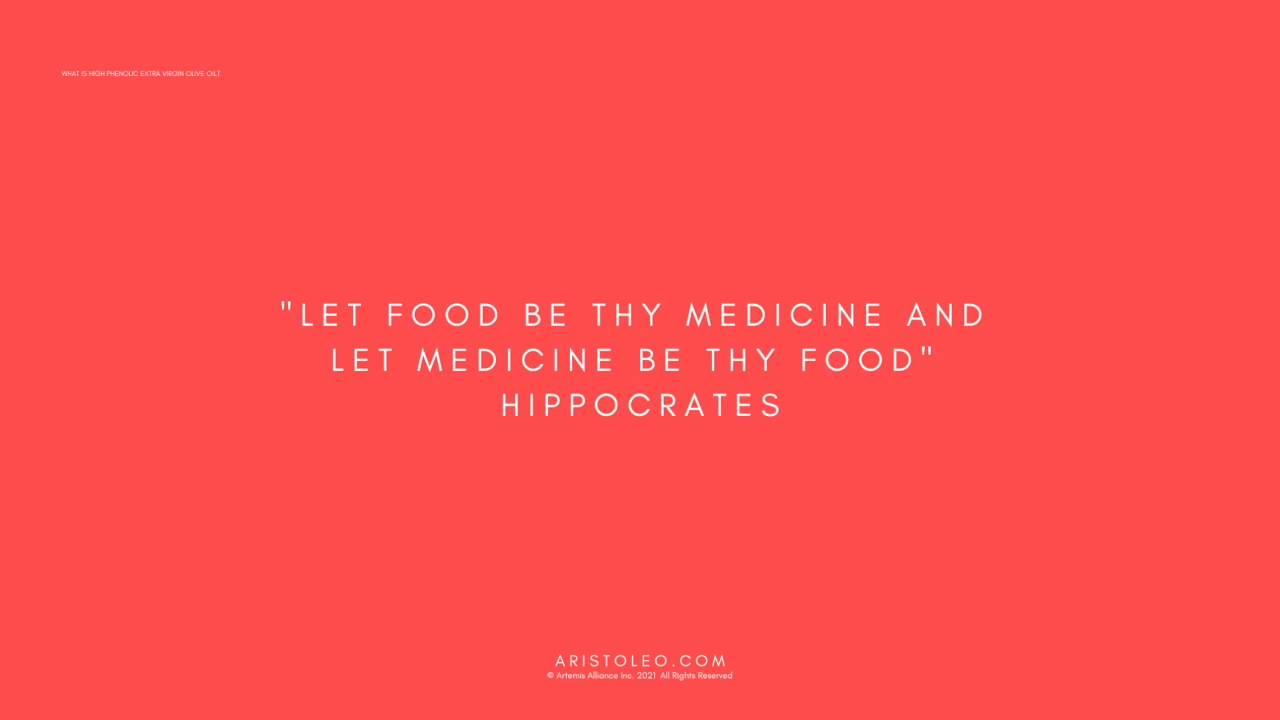 WHAT IS HIGH PHENOLIC EXTRA VIRGIN OLIVE OIL?
"LET FOOD BE THY MEDICINE AND
LET MEDICINE BE THY FOOD"
HIPPOCRATES
ARISTOLEO.COM
© Artemis Alliance Inc. 2021 All Rights Reserved